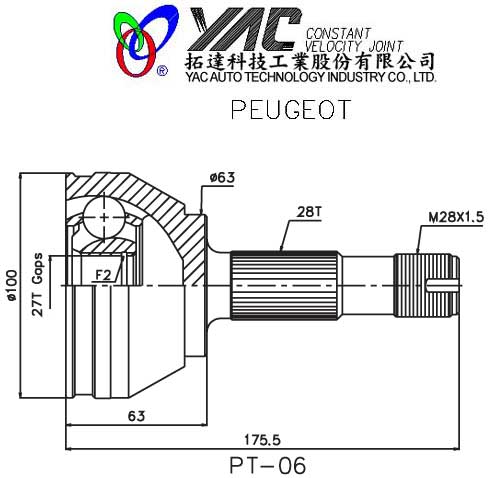 YAC CONSTANT
VELOCITY JOINT
®
拓達科技工業股份有限公司
YAC AUTO TECHNOLOGY INDUSTRY CO., LTD.
PEUGEOT
ø63
28T
M28X1.5
F2
27T Gaps
ø100
63
175.5
PT-06